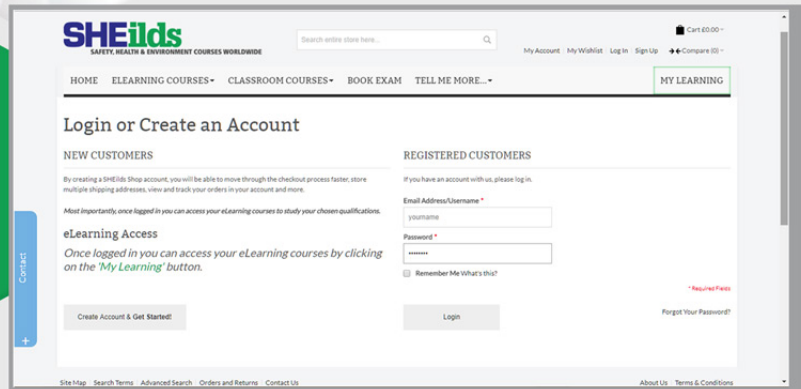 SHEilds
SAFETY, HEALTH & ENVIRONMENT COURSES WORLDWIDE
Search entire store here...
Cart £0.00
My Account My Wishlist Log In Sign Up Compare (0)
HOME ELEARNING COURSES CLASSROOM COURSES BOOK EXAM TELL ME MORE... MY LEARNING
Login or Create an Account
NEW CUSTOMERS
By creating a SHEilds Shop account, you will be able to move through the checkout process faster, store
multiple shipping addresses, view and track your orders in your account and more.
Most importantly, once logged in you can access your eLearning courses to study your chosen qualifications.
eLearning Access
Once logged in you can access your eLearning courses by clicking
on the 'My Learning' button.
Create Account & Get Started!
REGISTERED CUSTOMERS
If you have an account with us, please log in.
Email Address/Username *
yourname
Password *
••••••••
Remember Me What's this?
* Required Fields
Login
Forgot Your Password?
Contact +
Site Map Search Terms Advanced Search Orders and Returns Contact Us
About Us Terms & Conditions